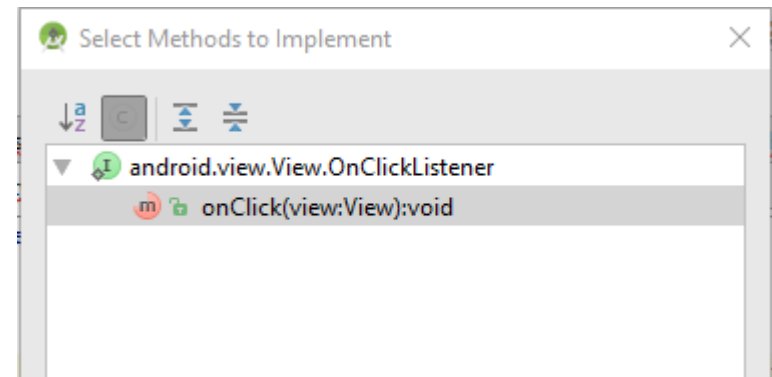 Select Methods to Implement
a
z
C
I android.view.View.OnClickListener
m onClick(view:View):void